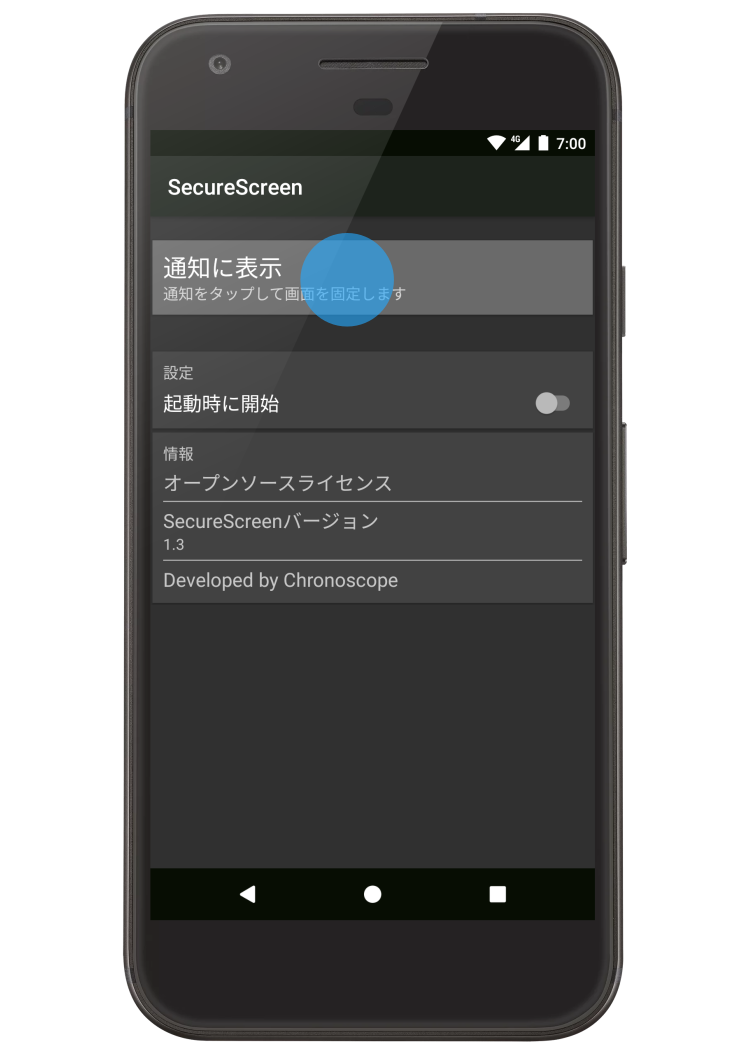 4G 7:00
SecureScreen
通知に表示
通知をタップして画面を固定します
設定
起動時に開始
情報
オープンソースライセンス
SecureScreenバージョン
1.3
Developed by Chronoscope